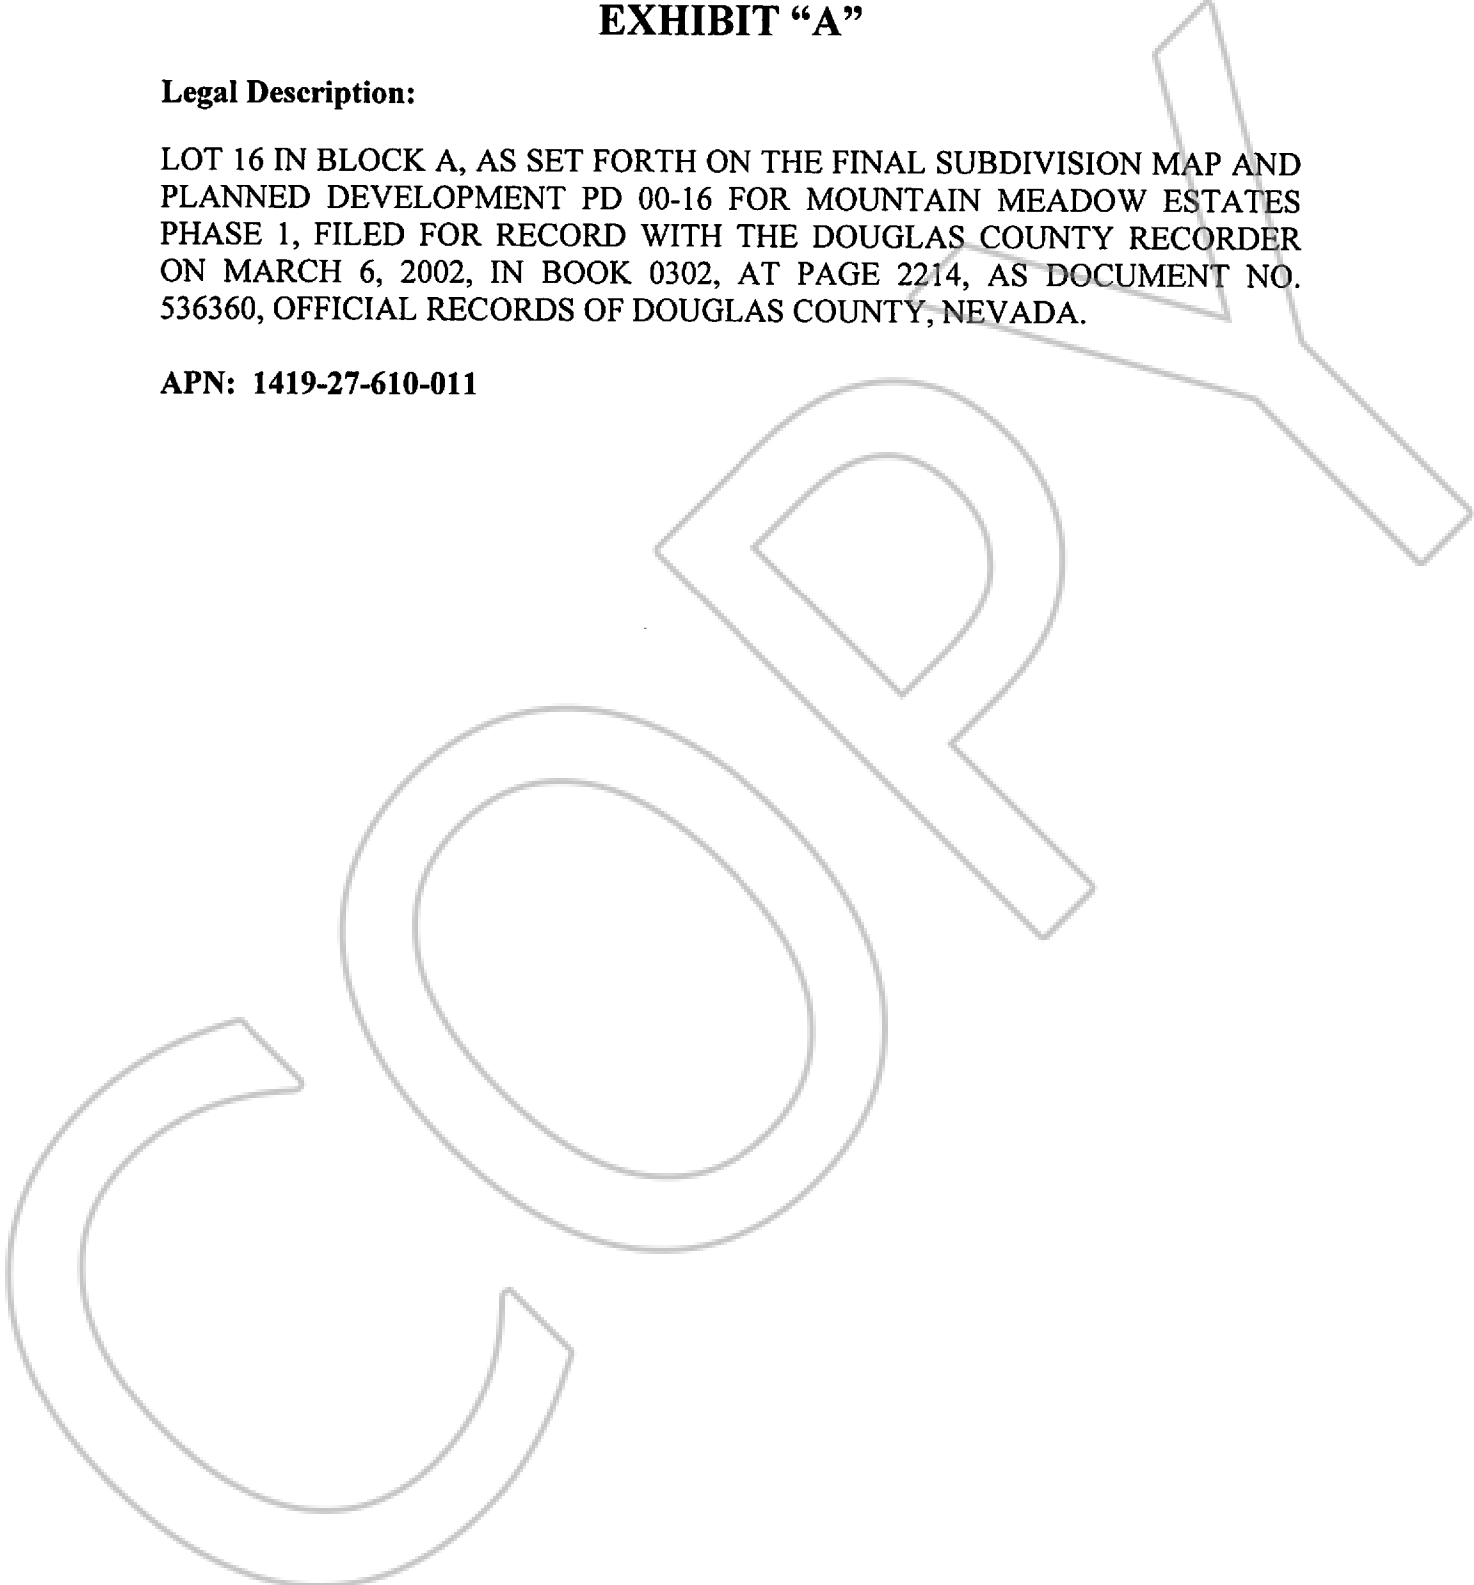 EXHIBIT “A”
Legal Description:
LOT 16 IN BLOCK A, AS SET FORTH ON THE FINAL SUBDIVISION MAP AND
PLANNED DEVELOPMENT PD 00-16 FOR MOUNTAIN MEADOW ESTATES
PHASE 1, FILED FOR RECORD WITH THE DOUGLAS COUNTY RECORDER
ON MARCH 6, 2002, IN BOOK 0302, AT PAGE 2214, AS DOCUMENT NO.
536360, OFFICIAL RECORDS OF DOUGLAS COUNTY, NEVADA.
APN: 1419-27-610-011
COPY